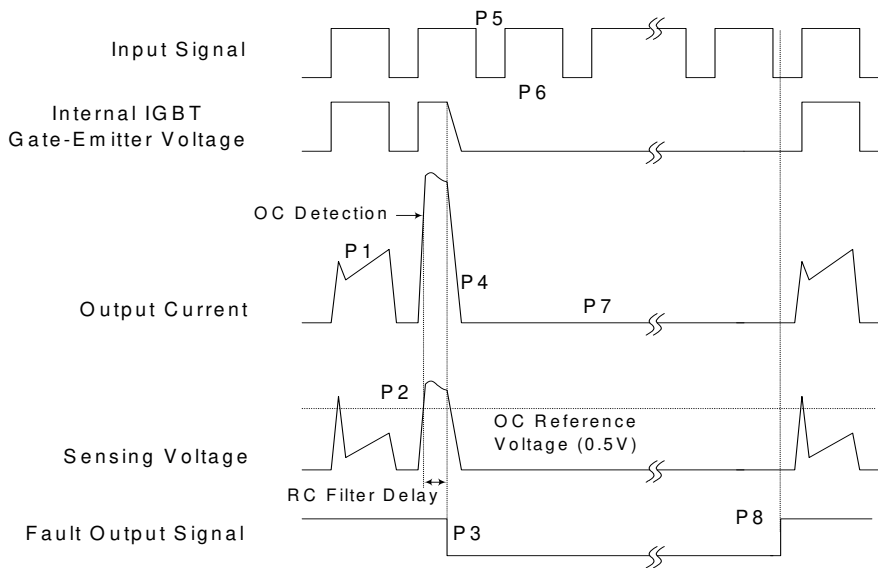 P5
Input Signal
P6
Internal IGBT
Gate-Emitter Voltage
OC Detection
P1
P4
Output Current
P7
P2
OC Reference
Voltage (0.5V)
Sensing Voltage
RC Filter Delay
P8
Fault Output Signal
P3